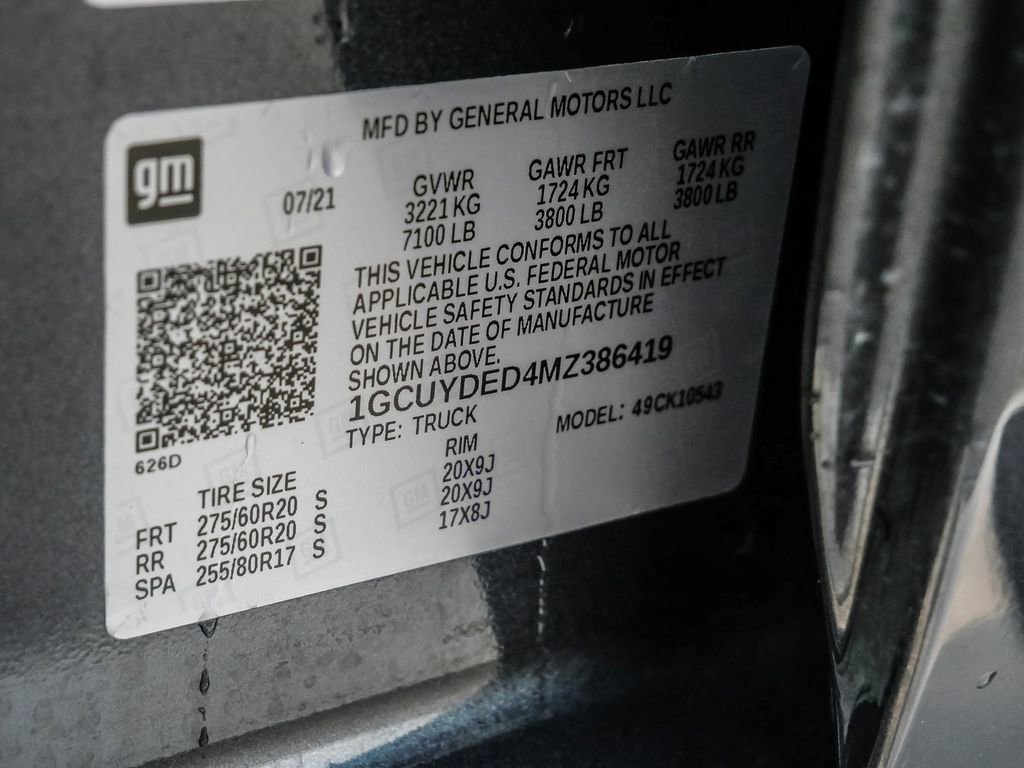 MFD BY GENERAL MOTORS LLC
gm
07/21
GVWR GAWR FRT GAWR RR
3221 KG 1724 KG 1724 KG
7100 LB 3800 LB 3800 LB
THIS VEHICLE CONFORMS TO ALL
APPLICABLE U.S. FEDERAL MOTOR
VEHICLE SAFETY STANDARDS IN EFFECT
ON THE DATE OF MANUFACTURE
SHOWN ABOVE.
1GCUYDED4MZ386419
TYPE: TRUCK MODEL: 49CK10543
626D
TIRE SIZE RIM
FRT 275/60R20 S 20X9J
RR 275/60R20 S 20X9J
SPA 255/80R17 S 17X8J